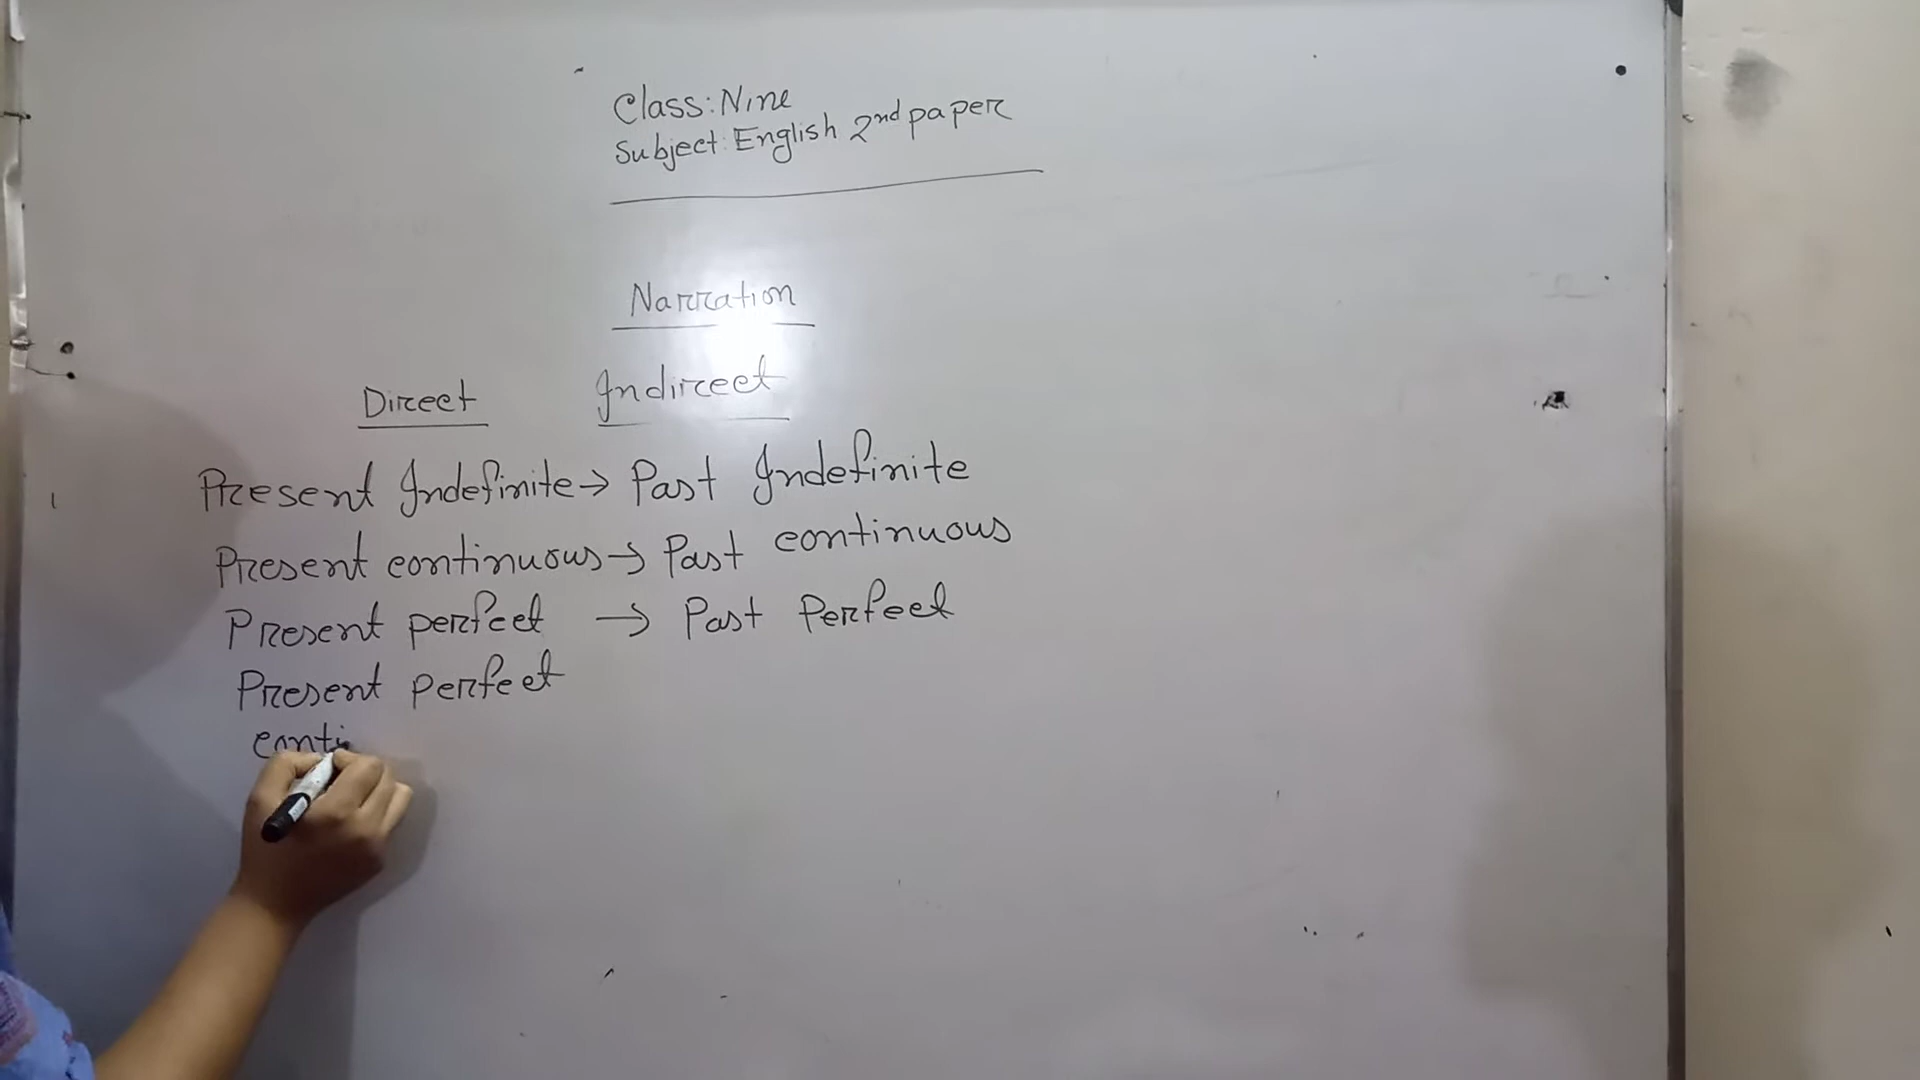 Class: Nine
Subject: English 2nd paper
Narration
Direct Indirect
Present Indefinite → Past Indefinite
Present continuous → Past continuous
Present perfect → Past Perfect
Present perfect
conti